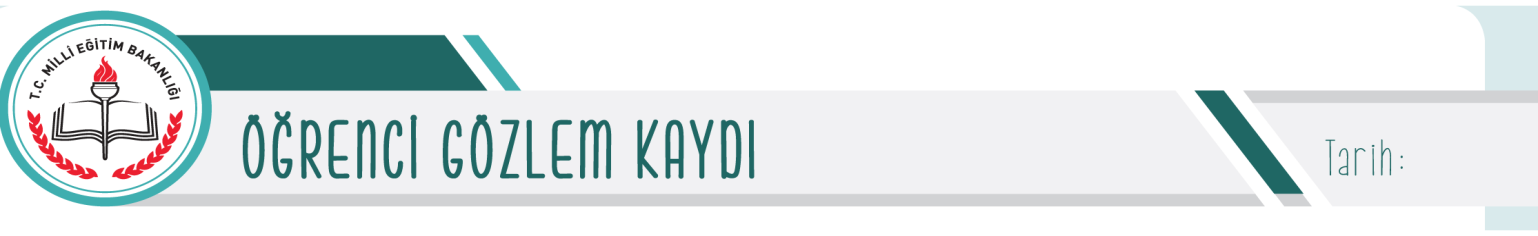 T.C. MİLLİ EĞİTİM BAKANLIĞI
ÖĞRENCİ GÖZLEM KAYDI
Tarih: